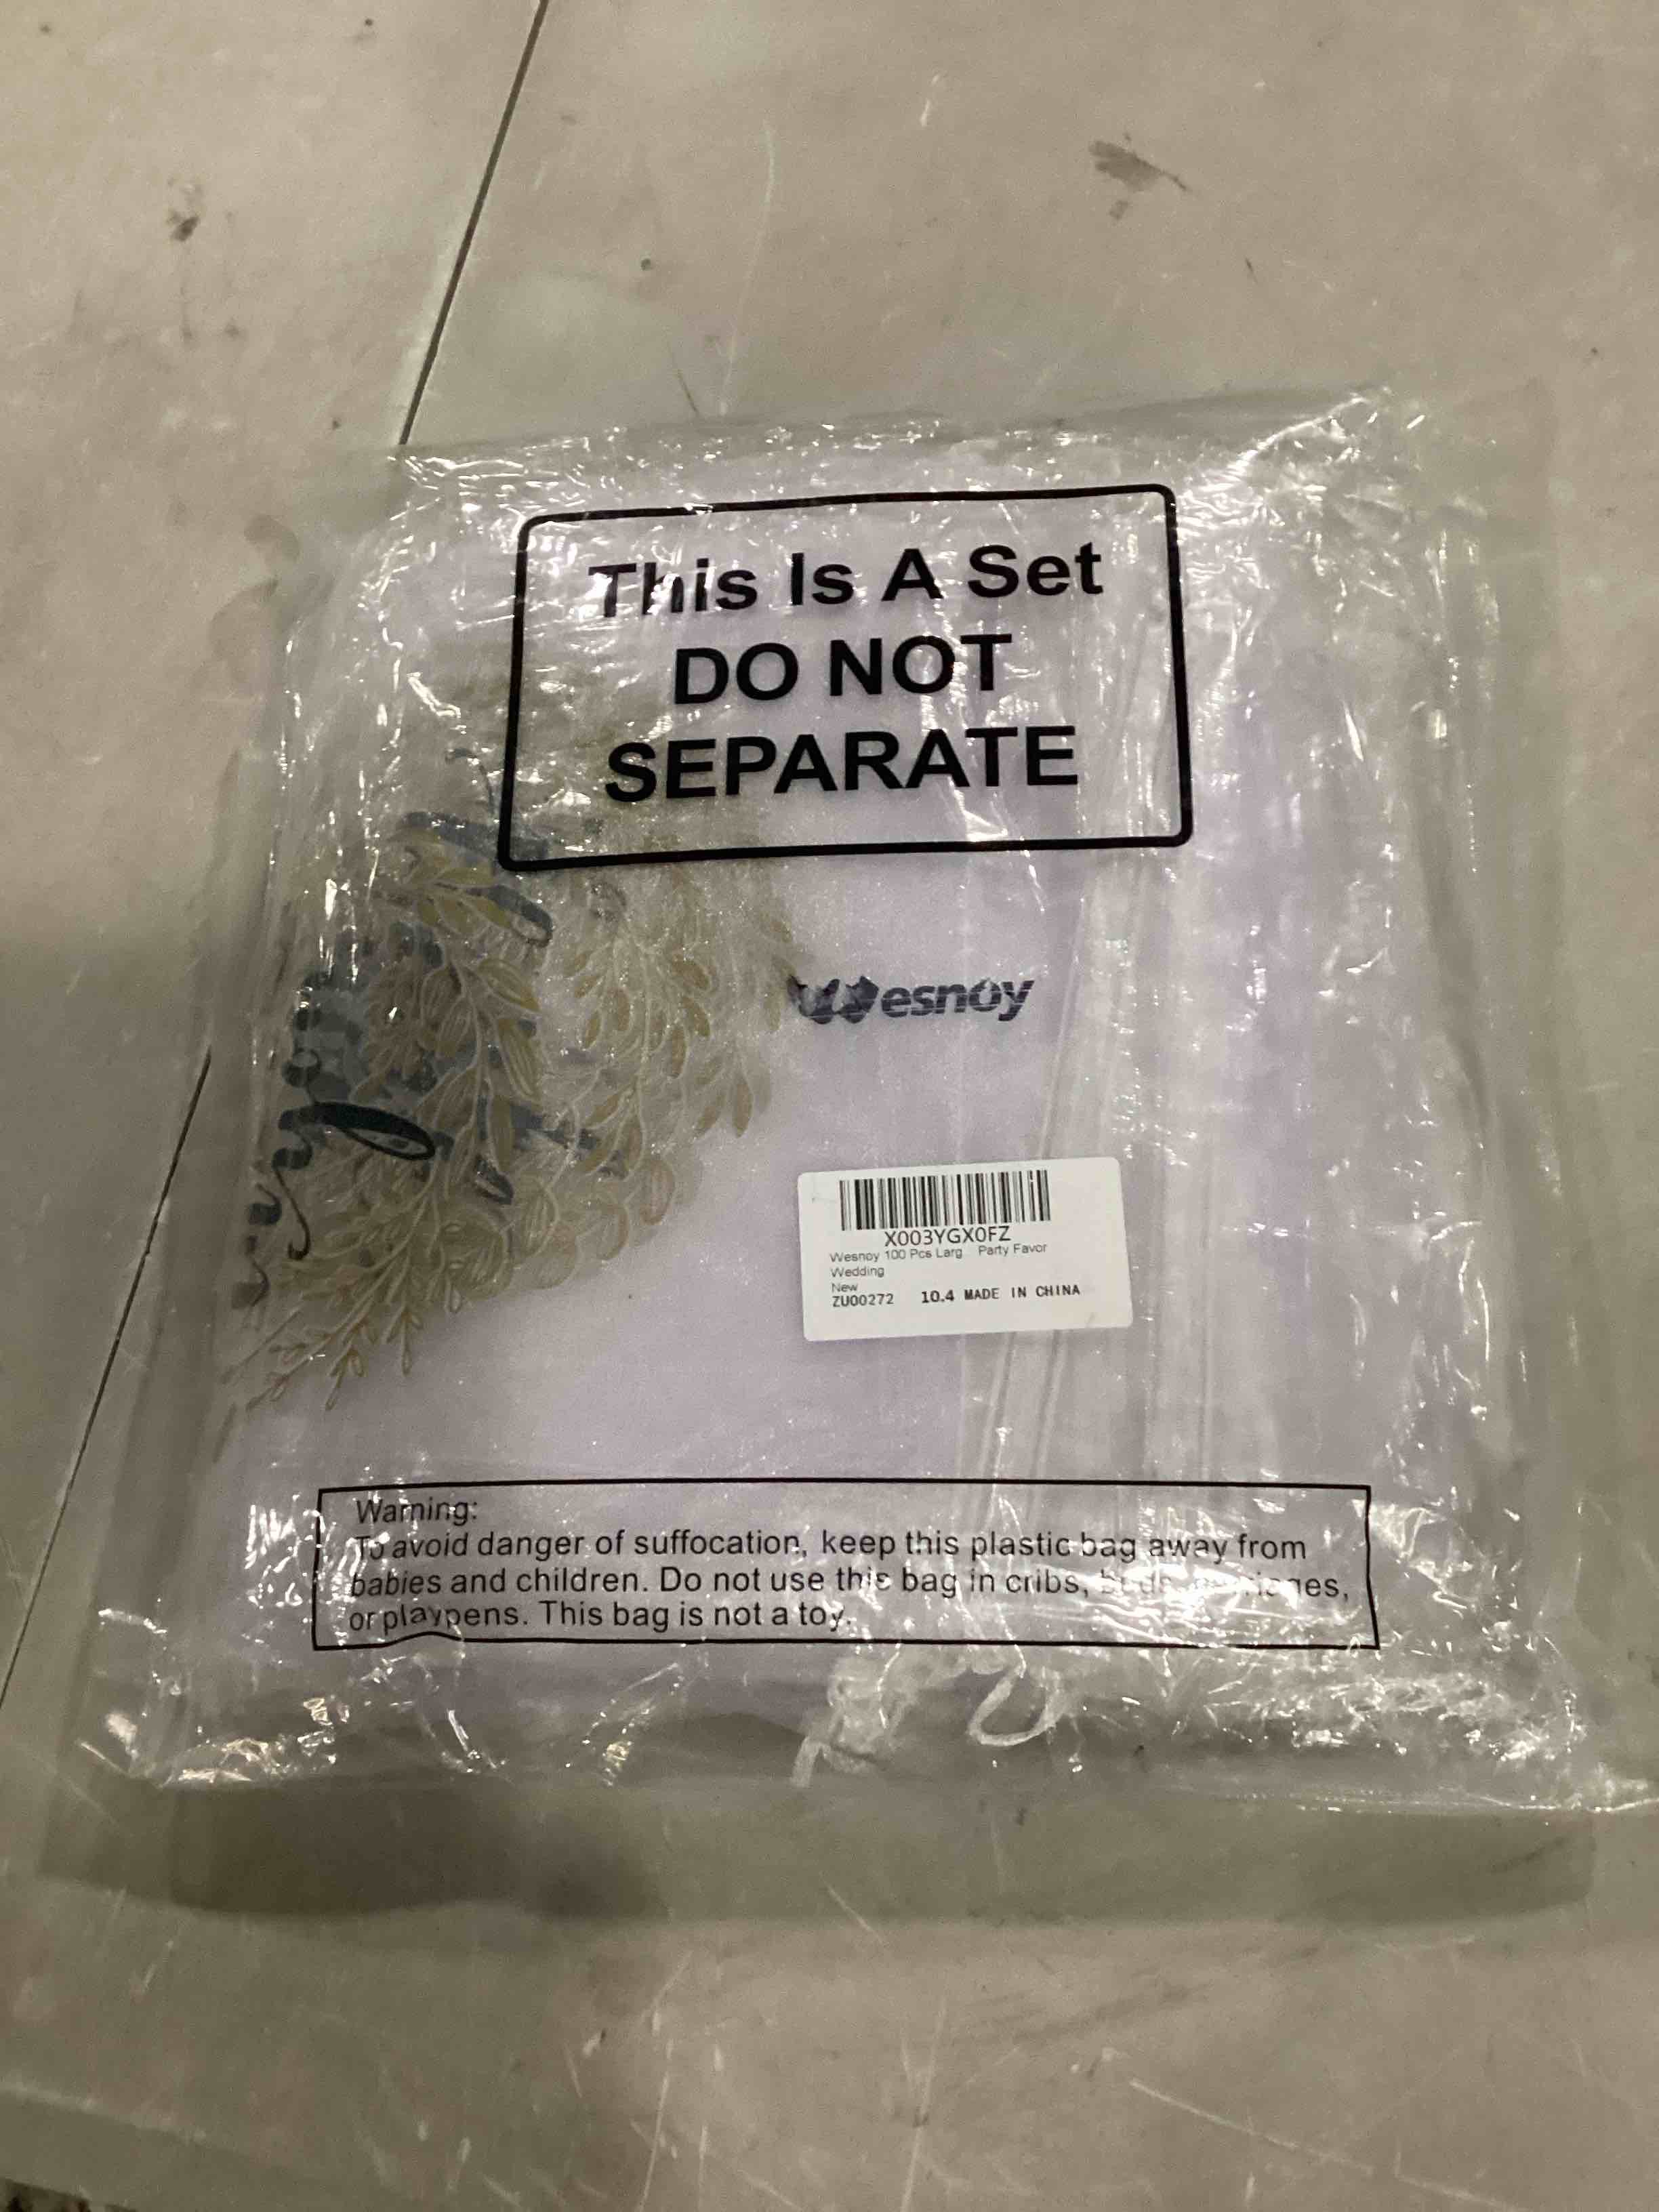 This Is A Set
DO NOT
SEPARATE
Wesnoy
X003YGX0FZ
Wesnoy 100 Pcs Larg Party Favor
Wedding
New
ZU00272 10.4 MADE IN CHINA
Warning:
To avoid danger of suffocation, keep this plastic bag away from
babies and children. Do not use this bag in cribs,
or playpens. This bag is not a toy.